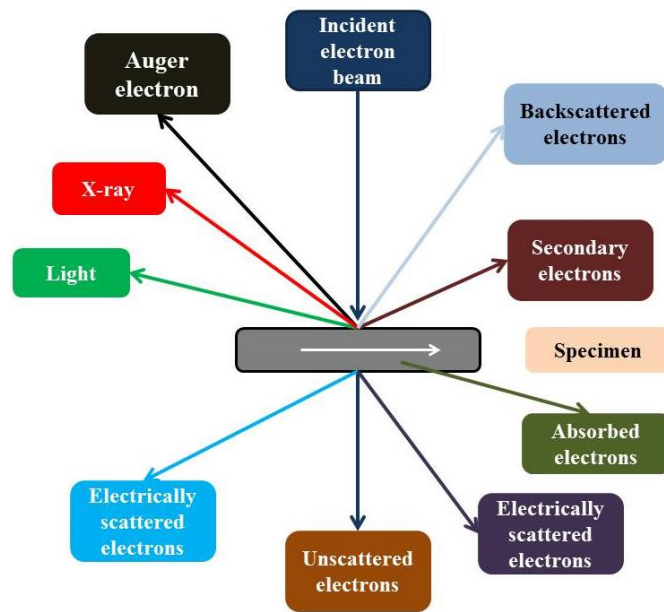 Incident
electron
beam
Auger
electron
Backscattered
electrons
X-ray
Secondary
electrons
Light
Specimen
Absorbed
electrons
Electrically
scattered
electrons
Unscattered
electrons
Electrically
scattered
electrons